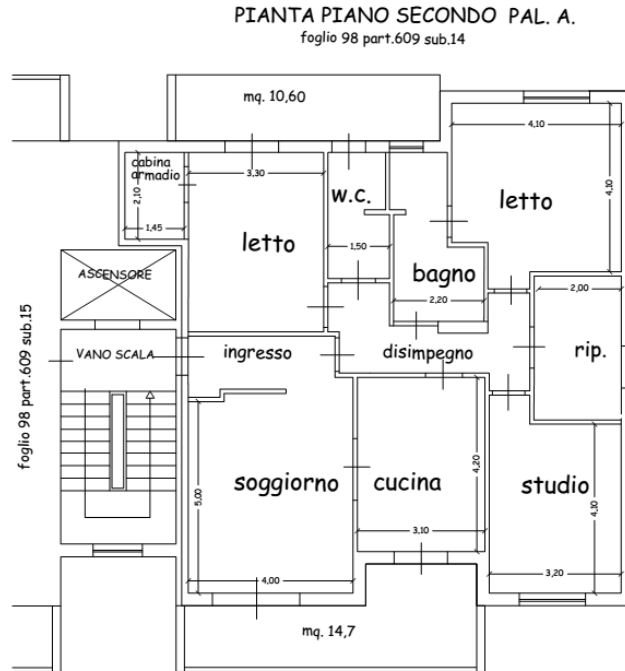 PIANTA PIANO SECONDO PAL. A.
foglio 98 part.609 sub.14
mq. 10,60
4,10
cabina
armadio
3,30
w.c.
letto
4,10
2,10
1,45
letto
1,50
bagno
ASCENSORE
2,20
2,00
foglio 98 part.609 sub.15
VANO SCALA
ingresso
disimpegno
rip.
soggiorno
cucina
studio
5,00
4,20
4,10
3,10
3,20
4,00
mq. 14,7